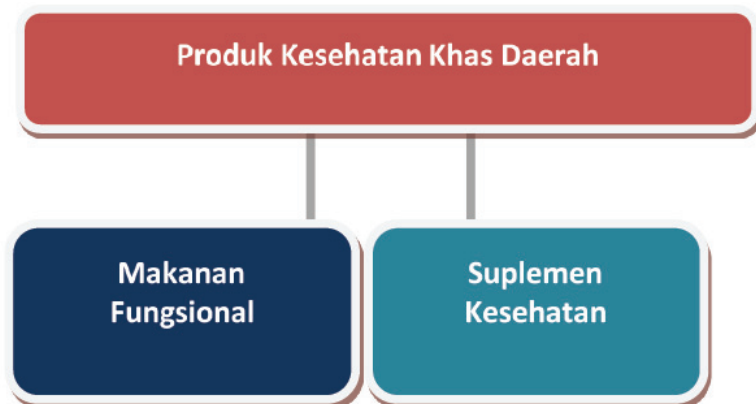 Produk Kesehatan Khas Daerah
Makanan
Fungsional
Suplemen
Kesehatan